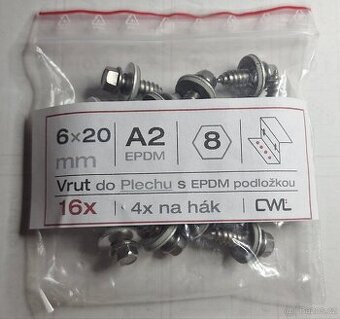 6×20
mm
A2
EPDM
8
Vrut do Plechu s EPDM podložkou
16x
4x na hák
CWL